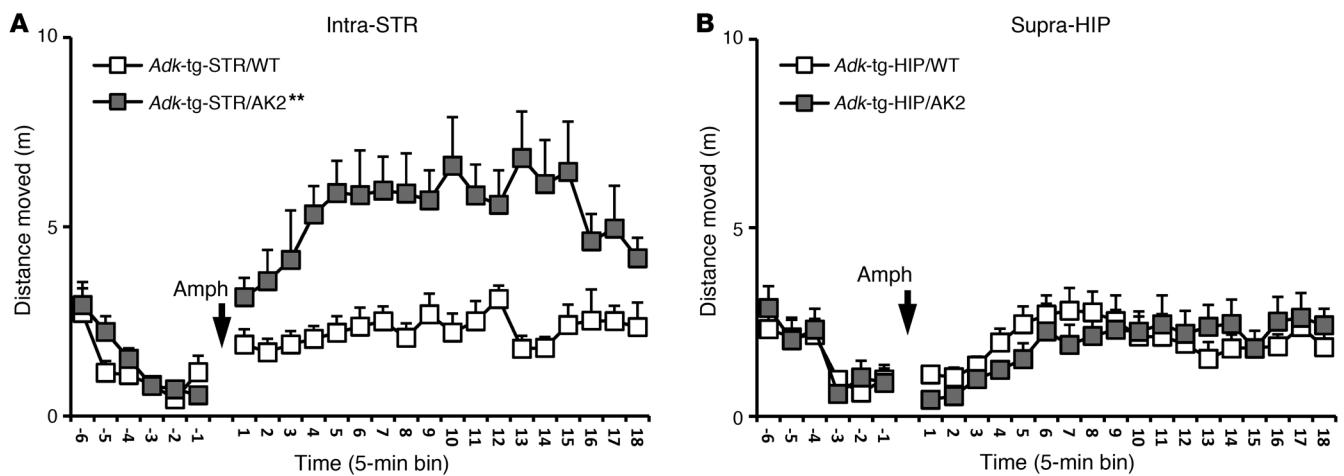 A
Intra-STR
10
5
0
Distance moved (m)
Adk-tg-STR/WT
Adk-tg-STR/AK2**
Amph
-6 -5 -4 -3 -2 -1 1 2 3 4 5 6 7 8 9 10 11 12 13 14 15 16 17 18
Time (5-min bin)
B
Supra-HIP
10
5
0
Distance moved (m)
Adk-tg-HIP/WT
Adk-tg-HIP/AK2
Amph
-6 -5 -4 -3 -2 -1 1 2 3 4 5 6 7 8 9 10 11 12 13 14 15 16 17 18
Time (5-min bin)